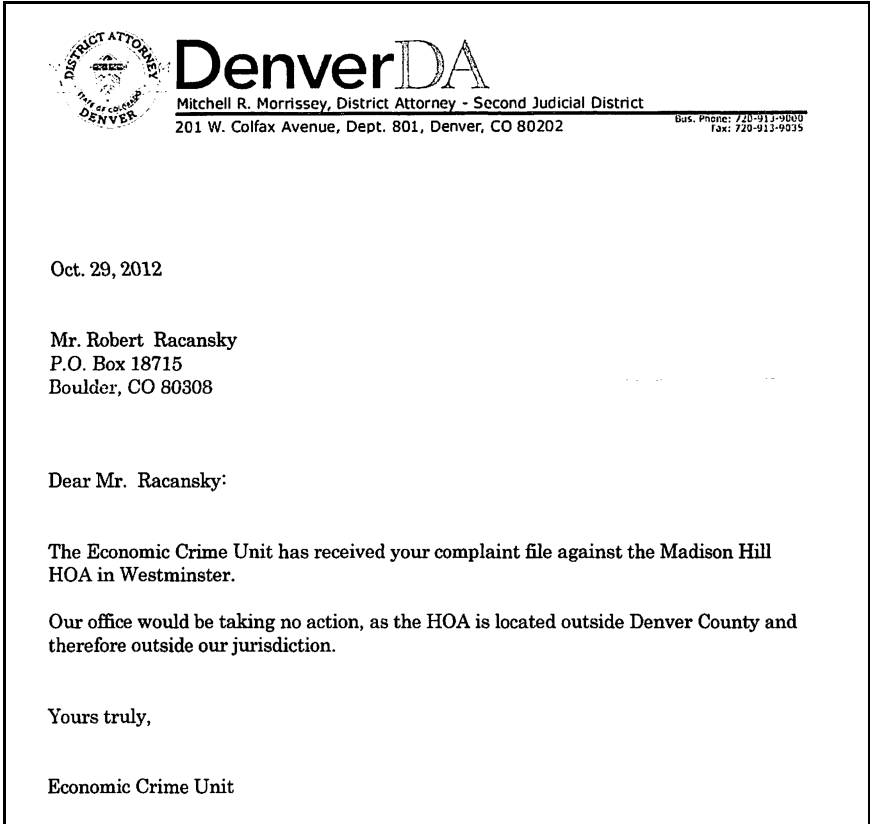 DISTRICT ATTORNEY
STATE OF COLORADO
DENVER
DenverDA
Mitchell R. Morrissey, District Attorney - Second Judicial District
201 W. Colfax Avenue, Dept. 801, Denver, CO 80202
Bus. Phone: 720-913-9000
Fax: 720-913-9035
Oct. 29, 2012
Mr. Robert  Racansky
P.O. Box 18715
Boulder, CO 80308
Dear Mr.  Racansky:
The Economic Crime Unit has received your complaint file against the Madison Hill
HOA in Westminster.
Our office would be taking no action, as the HOA is located outside Denver County and
therefore outside our jurisdiction.
Yours truly,
Economic Crime Unit